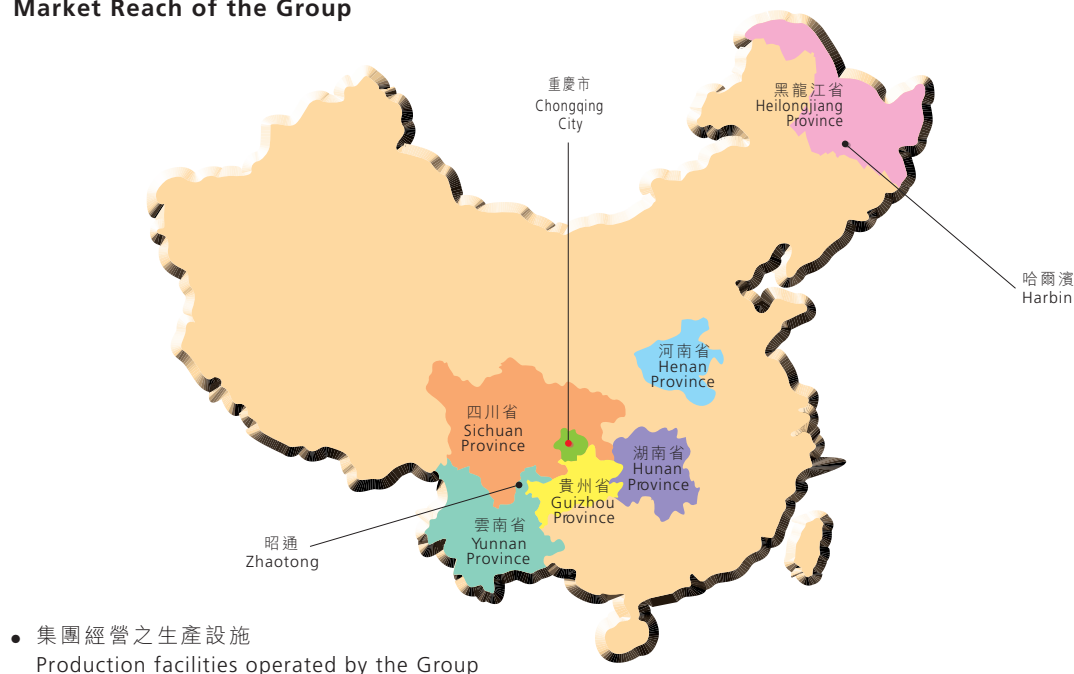 Market Reach of the Group
重慶市
Chongqing
City
黑龍江省
Heilongjiang
Province
哈爾濱
Harbin
河南省
Henan
Province
四川省
Sichuan
Province
湖南省
Hunan
Province
貴州省
Guizhou
Province
雲南省
Yunnan
Province
昭通
Zhaotong
● 集團經營之生產設施
Production facilities operated by the Group